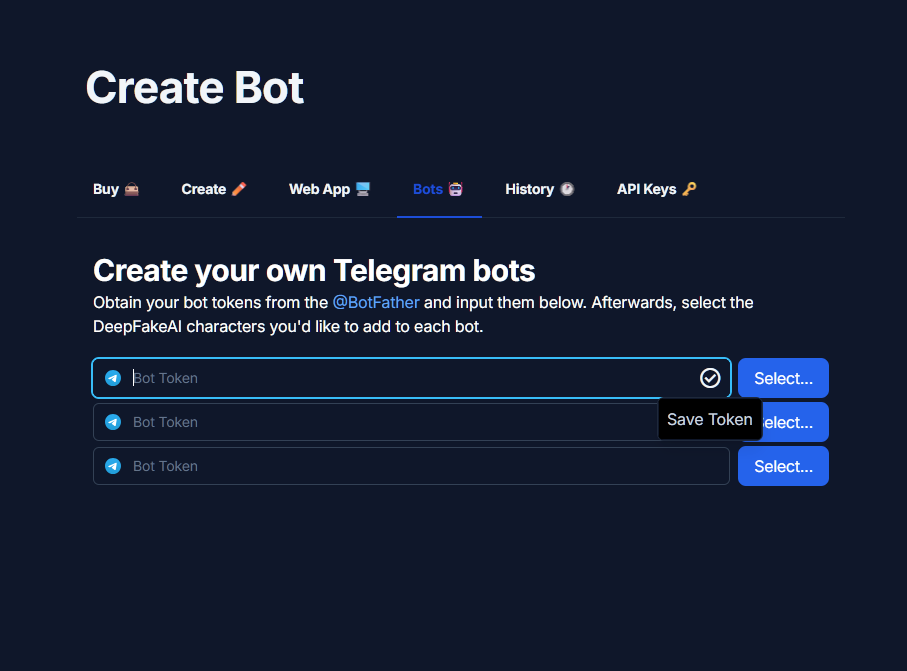 Create Bot
Buy Create Web App Bots History API Keys
Create your own Telegram bots
Obtain your bot tokens from the @BotFather and input them below. Afterwards, select the
DeepFakeAI characters you'd like to add to each bot.
Bot Token Select...
Save Token
Bot Token elect...
Bot Token Select...